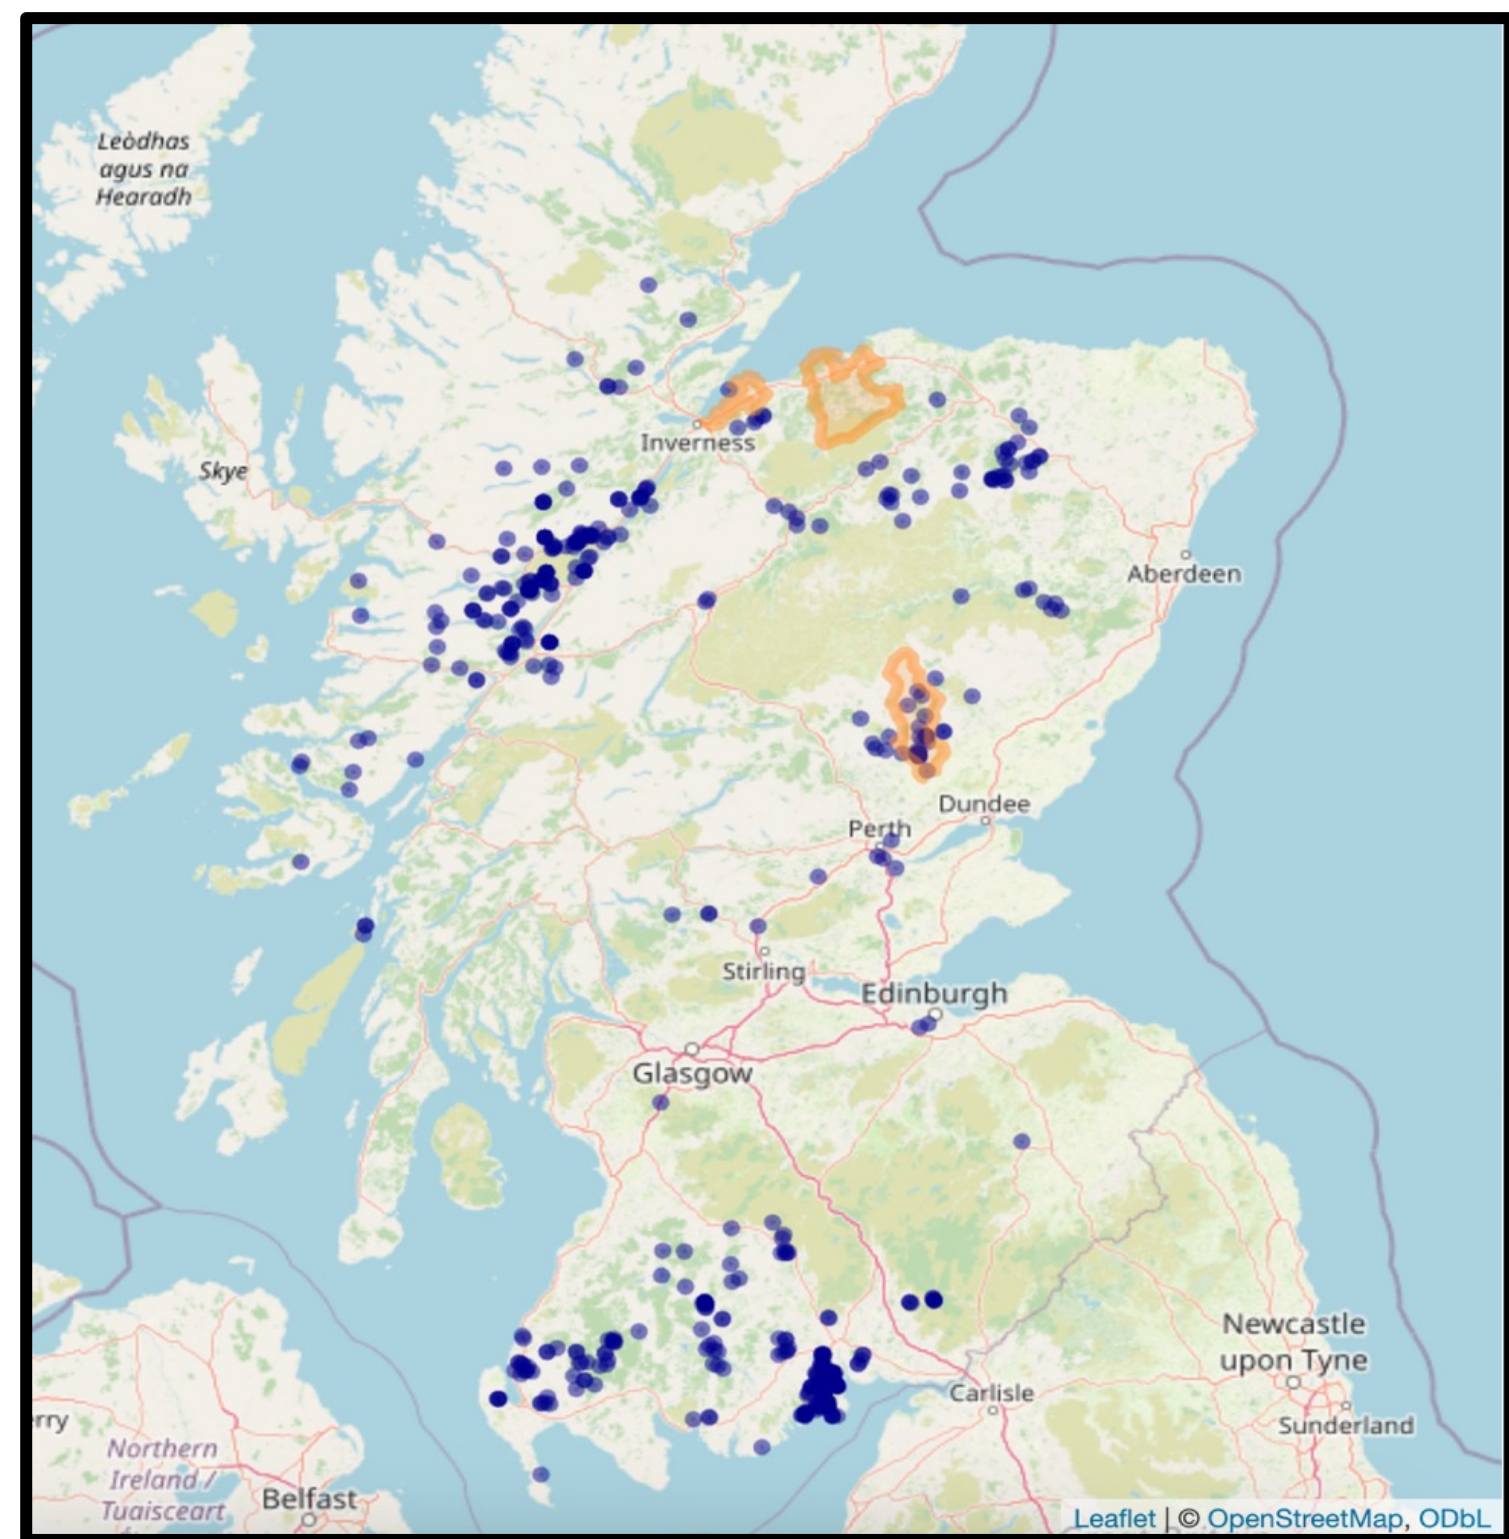 Leòdhas
agus na
Hearadh
Inverness
Skye
Aberdeen
Dundee
Perth
Stirling
Edinburgh
Glasgow
Newcastle
upon Tyne
Carlisle
Sunderland
rry
Northern
Ireland /
Tuaisceart
Belfast
Leaflet | © OpenStreetMap, ODbL